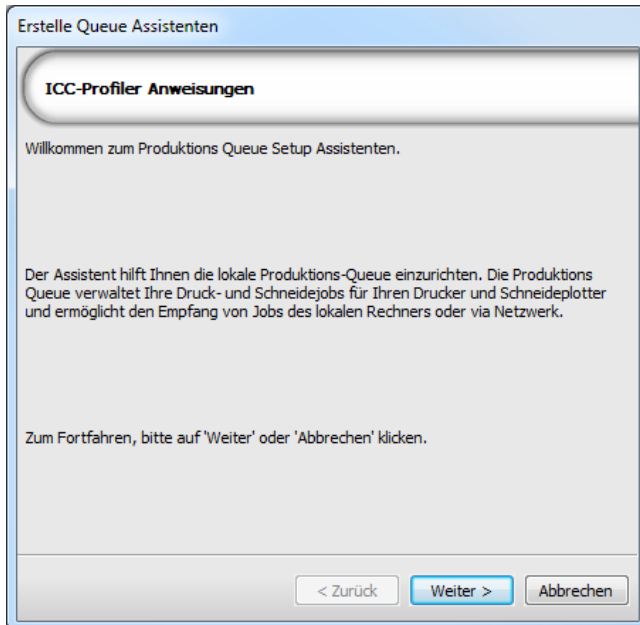 Erstelle Queue Assistenten
ICC-Profiler Anweisungen
Willkommen zum Produktions Queue Setup Assistenten.
Der Assistent hilft Ihnen die lokale Produktions-Queue einzurichten. Die Produktions
Queue verwaltet Ihre Druck- und Schneidejobs für Ihren Drucker und Schneideplotter
und ermöglicht den Empfang von Jobs des lokalen Rechners oder via Netzwerk.
Zum Fortfahren, bitte auf 'Weiter' oder 'Abbrechen' klicken.
< Zurück Weiter > Abbrechen